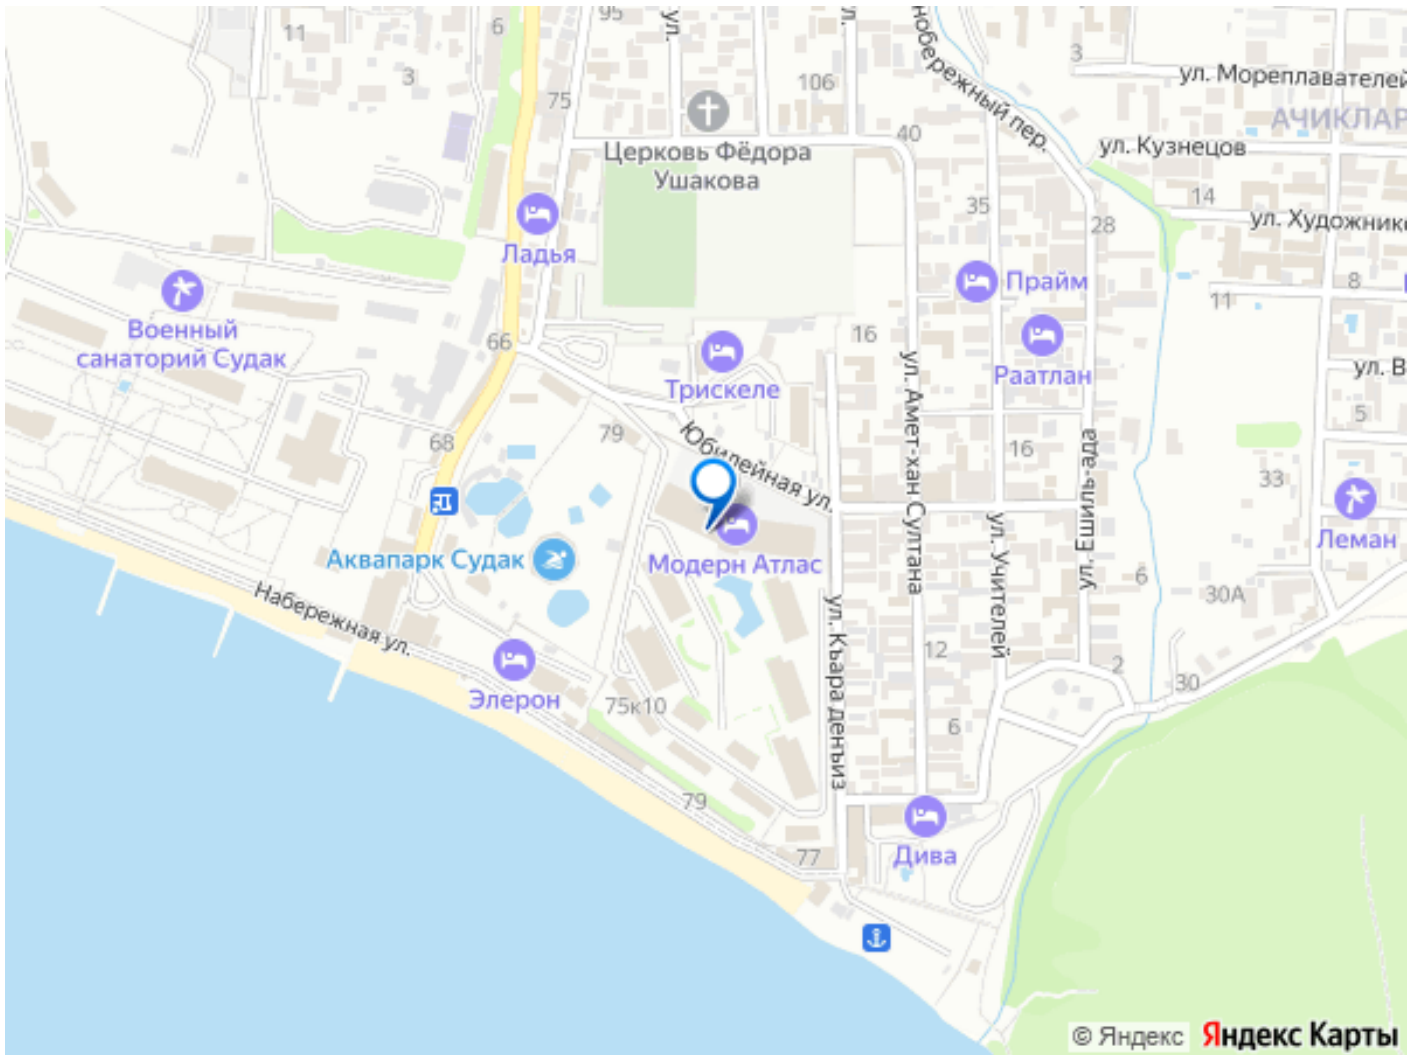 95
ул.
ул.
нобережный пер.
6
11
3
3
ул. Мореплавателей
75
106
АЧИКЛАР
40
ул. Кузнецов
Церковь Фёдора
Ушакова
14
35
28
ул. Художнико
Ладья
Прайм
8
11
Военный
санаторий Судак
16
66
ул. В
Раатлан
Трискеле
5
ул. Амет-хан Султана
79
68
Юбилейная ул.
16
ул. Ешиль-ада
33
Леман
ул. Учителей
Аквапарк Судак
Модерн Атлас
6
30А
Набережная ул.
ул. Къара денъиз
12
2
30
Элерон
75к10
6
79
77
Дива
© Яндекс Яндекс Карты